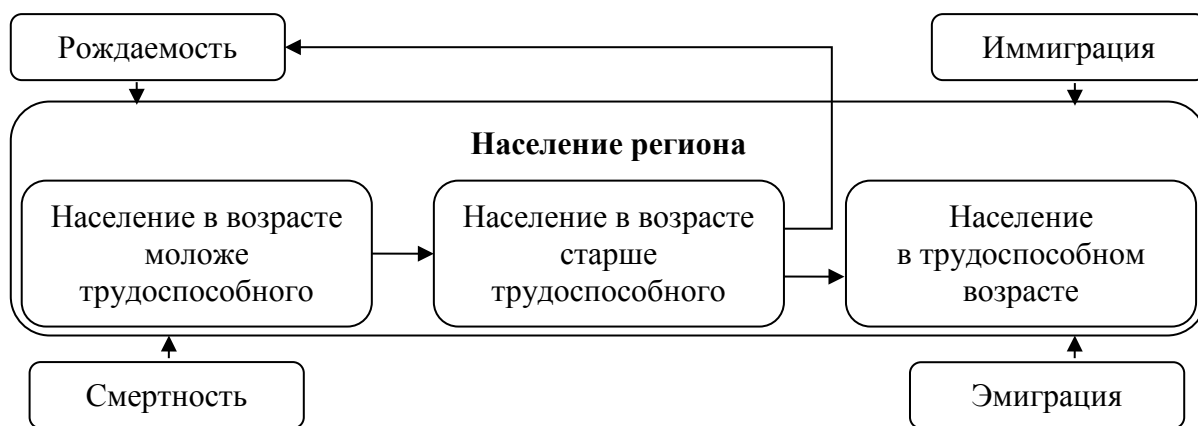 Рождаемость
Иммиграция
Население региона
Население в возрасте
моложе
трудоспособного
Население в возрасте
старше
трудоспособного
Население
в трудоспособном
возрасте
Смертность
Эмиграция